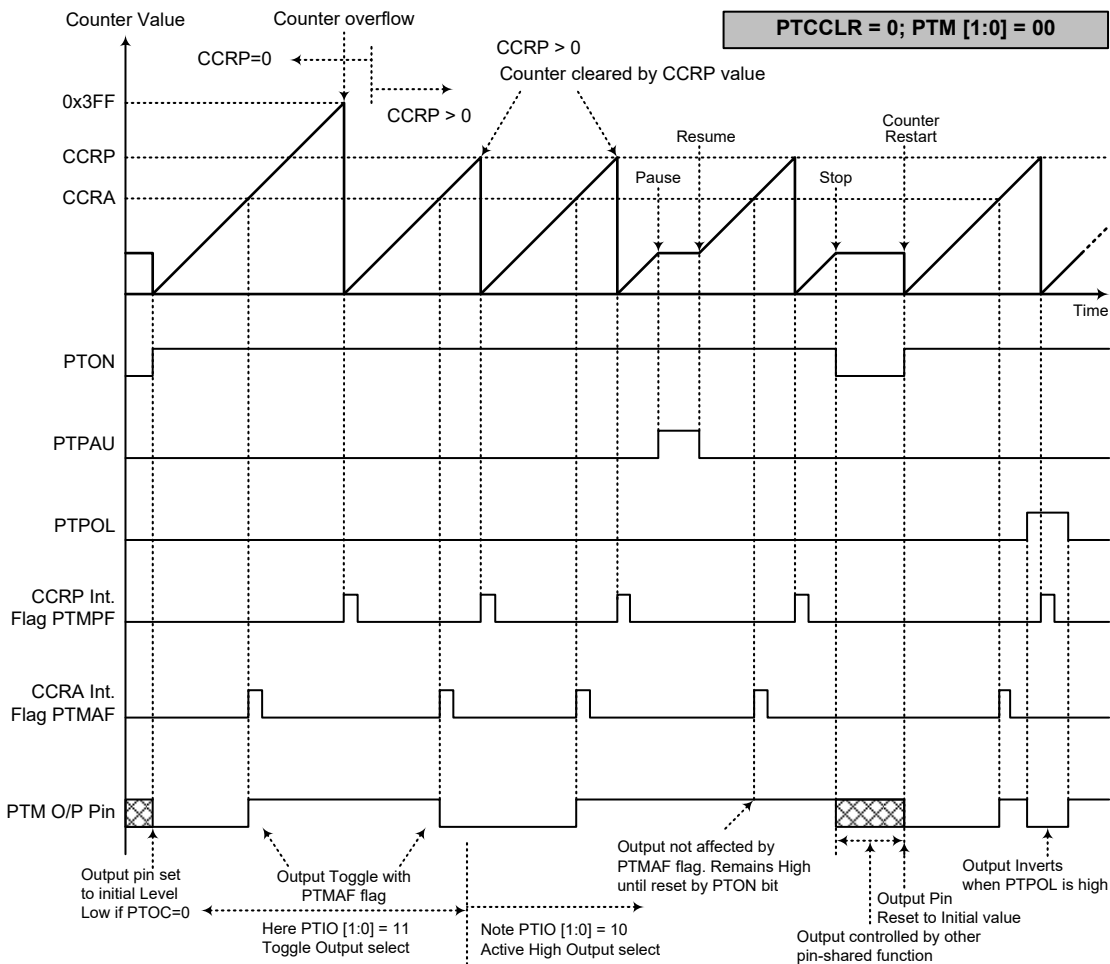 Counter Value
Counter overflow
PTCCLR = 0; PTM [1:0] = 00
CCRP=0
CCRP > 0
CCRP > 0
Counter cleared by CCRP value
0x3FF
CCRP
CCRA
Pause
Resume
Stop
Counter
Restart
Time
PTON
PTPAU
PTPOL
CCRP Int.
Flag PTMPF
CCRA Int.
Flag PTMAF
PTM O/P Pin
Output pin set
to initial Level
Low if PTOC=0
Output Toggle with
PTMAF flag
Here PTIO [1:0] = 11
Toggle Output select
Output not affected by
PTMAF flag. Remains High
until reset by PTON bit
Note PTIO [1:0] = 10
Active High Output select
Output Pin
Reset to Initial value
Output controlled by other
pin-shared function
Output Inverts
when PTPOL is high